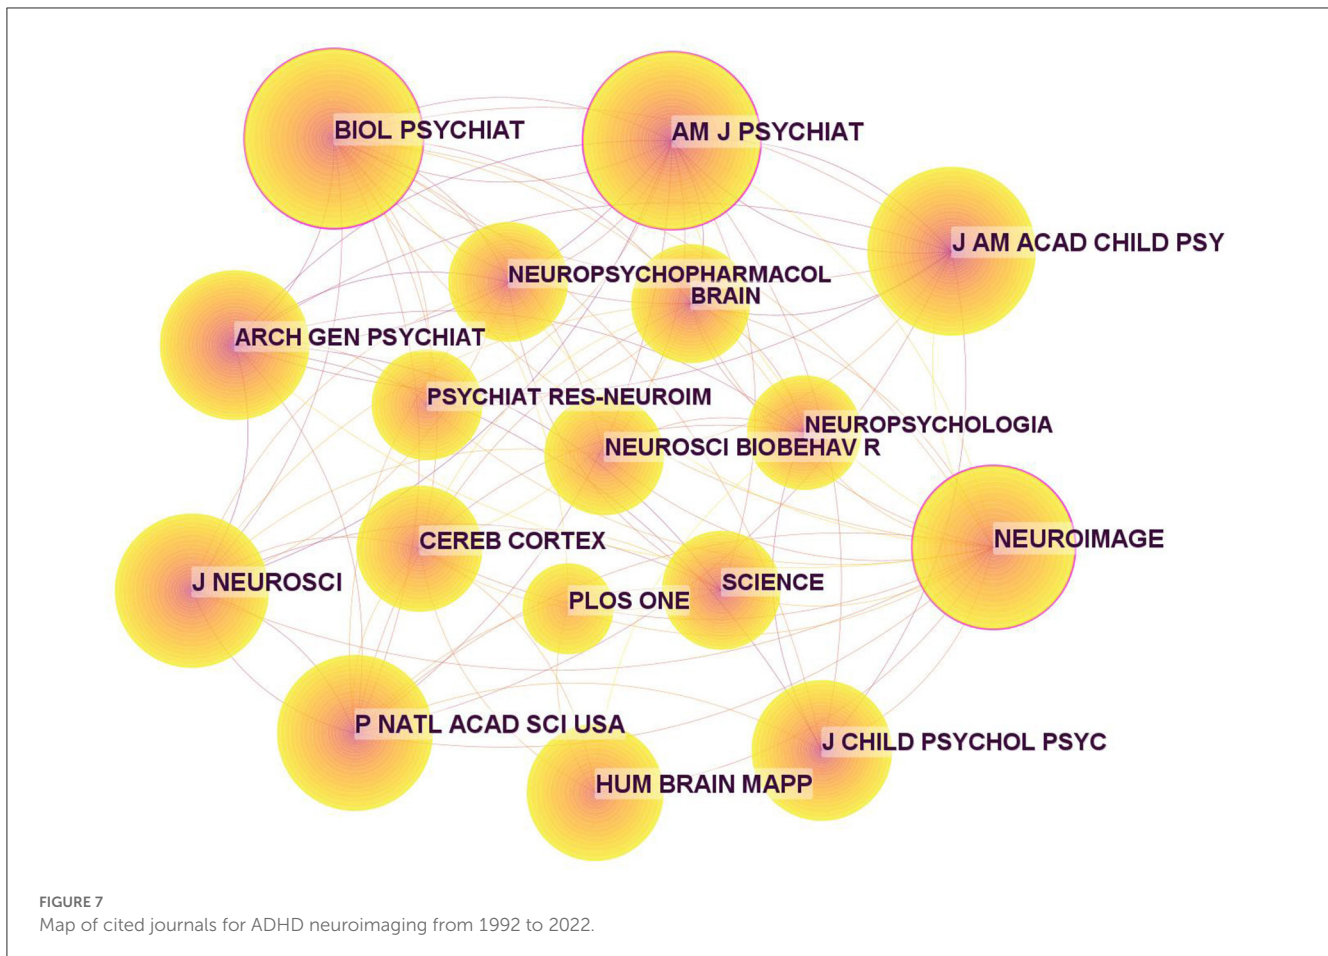 BIOL PSYCHIAT
AM J PSYCHIAT
J AM ACAD CHILD PSY
NEUROPSYCHOPHARMACOL
BRAIN
ARCH GEN PSYCHIAT
PSYCHIAT RES-NEUROIM
NEUROPSYCHOLOGIA
NEUROSCI BIOBEHAV R
NEUROIMAGE
CEREB CORTEX
J NEUROSCI
SCIENCE
PLOS ONE
P NATL ACAD SCI USA
J CHILD PSYCHOL PSYC
HUM BRAIN MAPP
FIGURE 7
Map of cited journals for ADHD neuroimaging from 1992 to 2022.